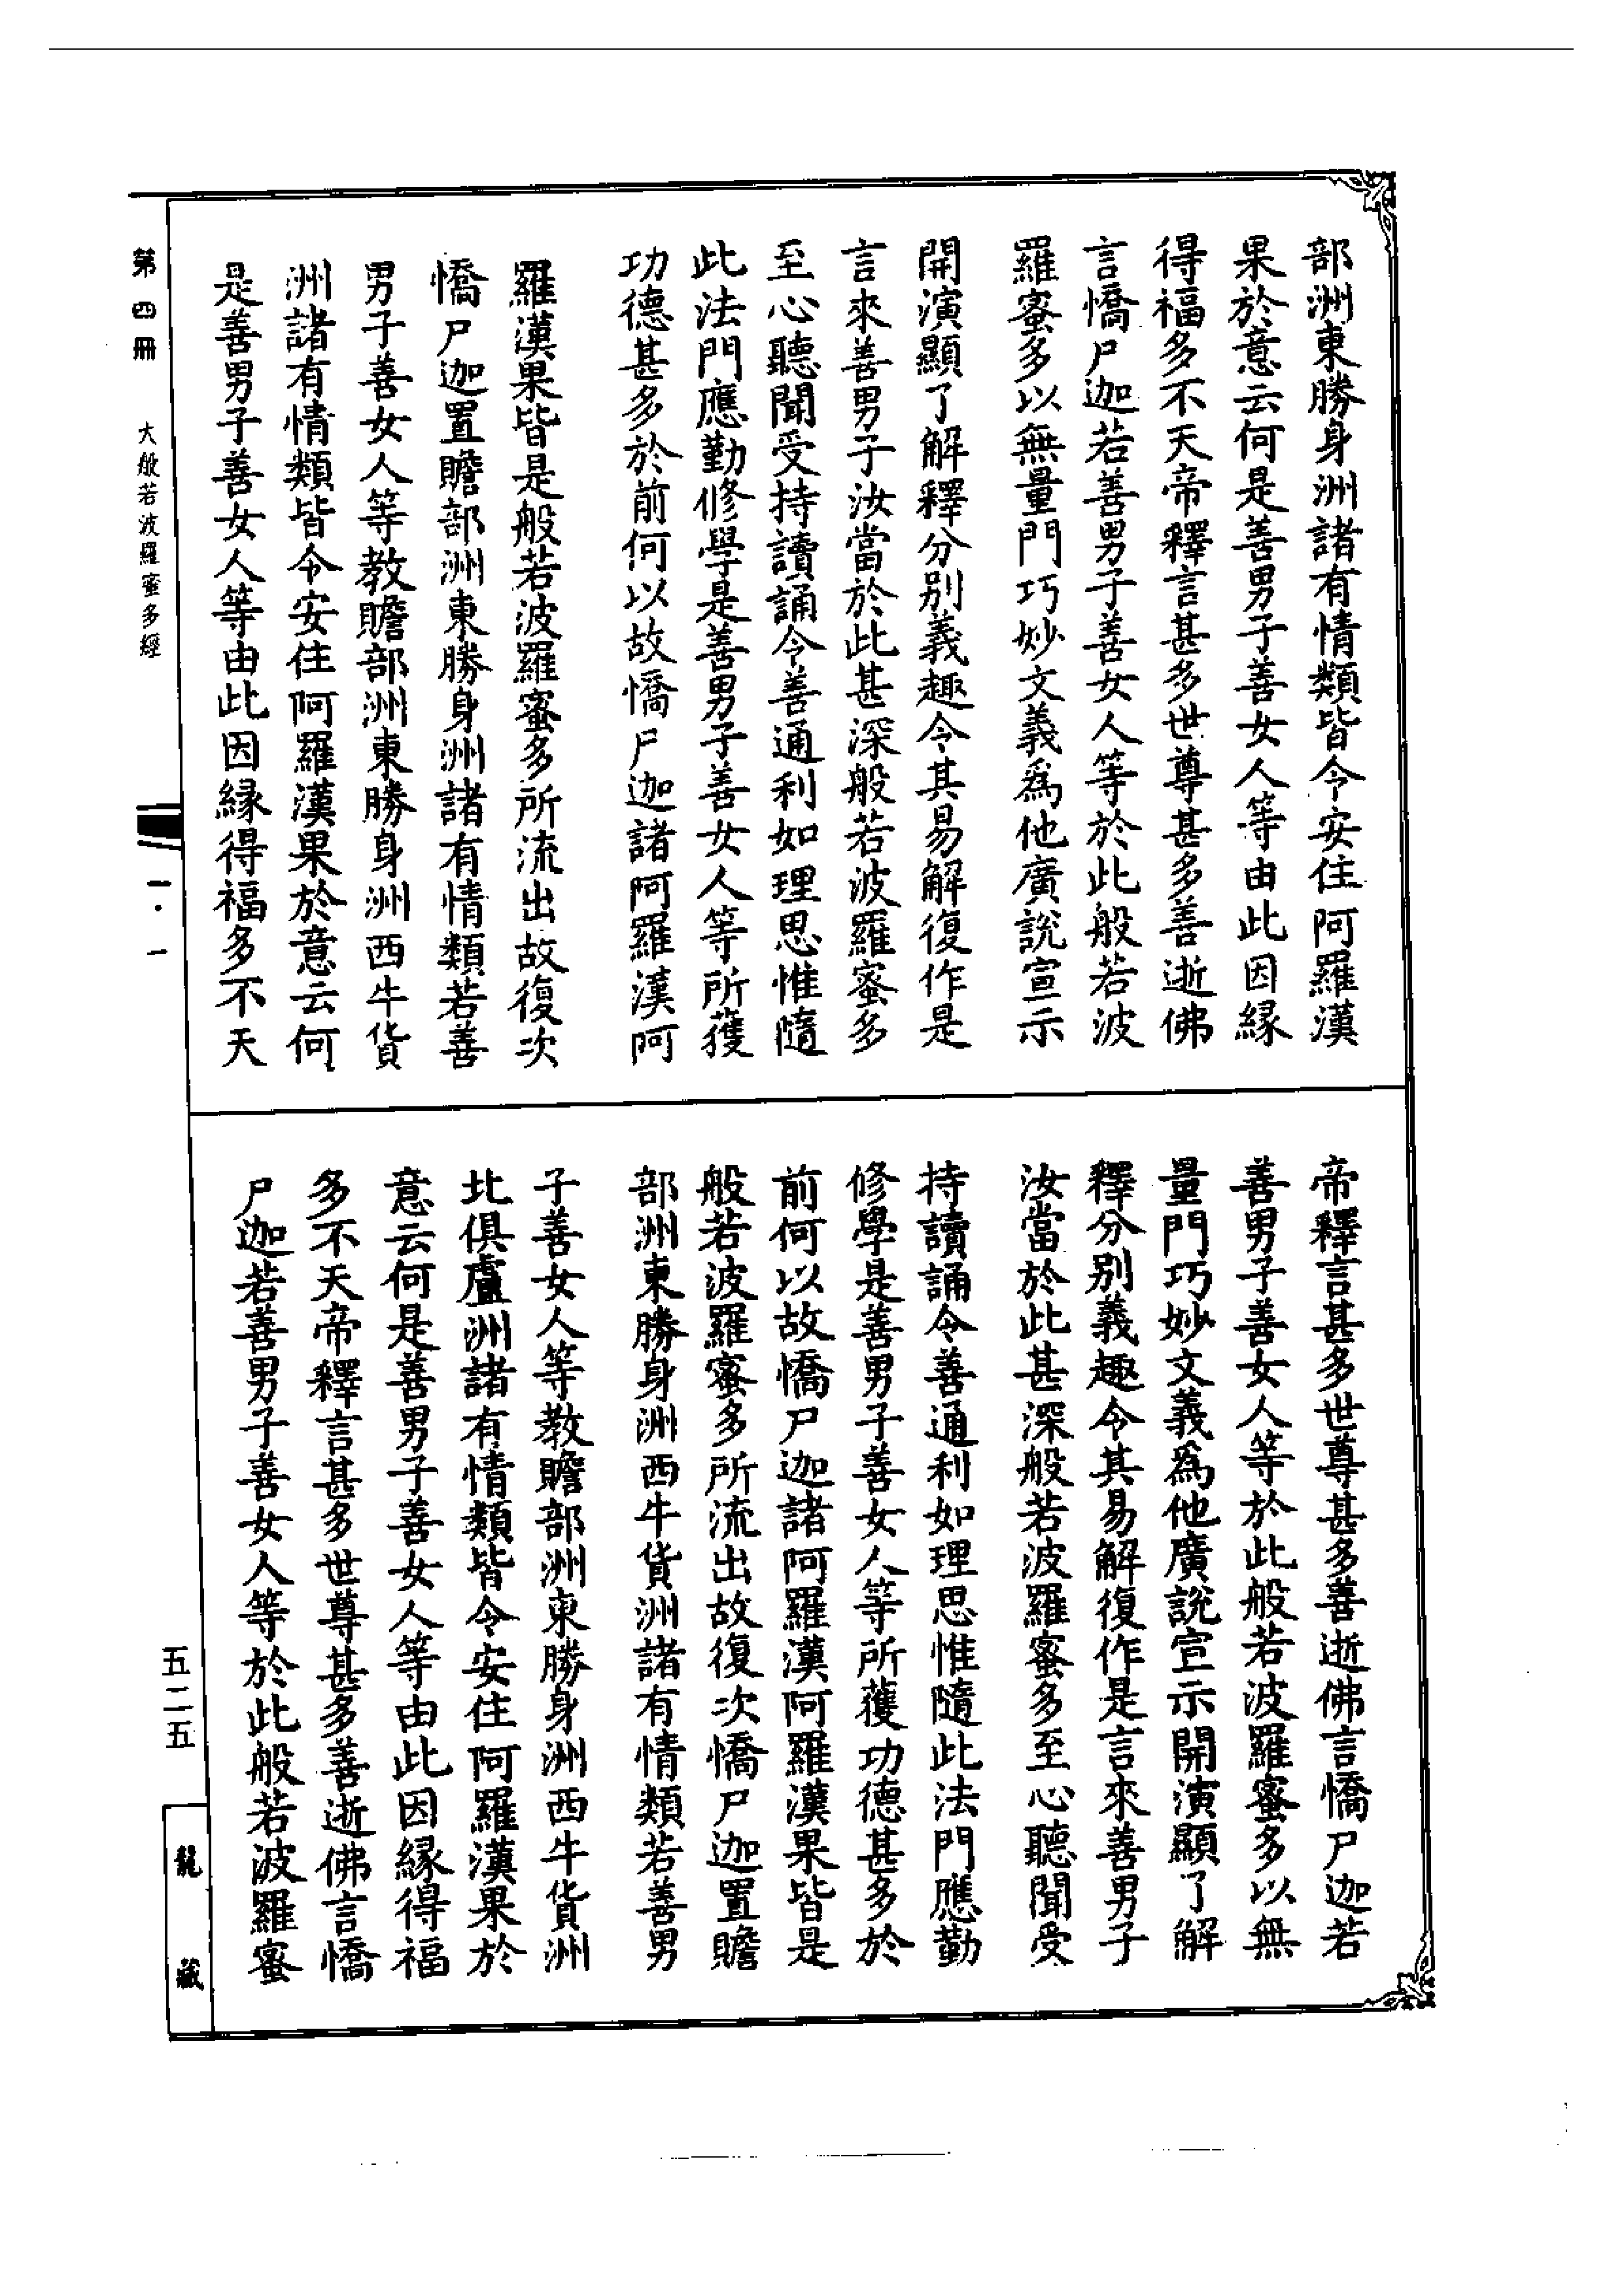 部洲東勝身洲諸有情類皆令安住阿羅漢
果於意云何是善男子善女人等由此因緣
得福多不天帝釋言甚多世尊甚多善逝佛
言憍尸迦若善男子善女人等於此般若波
羅蜜多以無量門巧妙文義爲他廣說宣示
開演顯了解釋分別義趣令其易解復作是
言來善男子汝當於此甚深般若波羅蜜多
至心聽聞受持讀誦令善通利如理思惟隨
此法門應勤修學是善男子善女人等所獲
功德甚多於前何以故憍尸迦諸阿羅漢阿
羅漢果皆是般若波羅蜜多所流出故復次
憍尸迦置贍部洲東勝身洲諸有情類若善
男子善女人等教贍部洲東勝身洲西牛貨
洲諸有情類皆令安住阿羅漢果於意云何
是善男子善女人等由此因緣得福多不天
帝釋言甚多世尊甚多善逝佛言憍尸迦若
善男子善女人等於此般若波羅蜜多以無
量門巧妙文義爲他廣說宣示開演顯了解
釋分別義趣令其易解復作是言來善男子
汝當於此甚深般若波羅蜜多至心聽聞受
持讀誦令善通利如理思惟隨此法門應勤
修學是善男子善女人等所獲功德甚多於
前何以故憍尸迦諸阿羅漢阿羅漢果皆是
般若波羅蜜多所流出故復次憍尸迦置贍
部洲東勝身洲西牛貨洲諸有情類若善男
子善女人等教贍部洲東勝身洲西牛貨洲
北俱盧洲諸有情類皆令安住阿羅漢果於
意云何是善男子善女人等由此因緣得福
多不天帝釋言甚多世尊甚多善逝佛言憍
尸迦若善男子善女人等於此般若波羅蜜
第四冊 大般若波羅蜜多經 一·一
五二五
龍藏